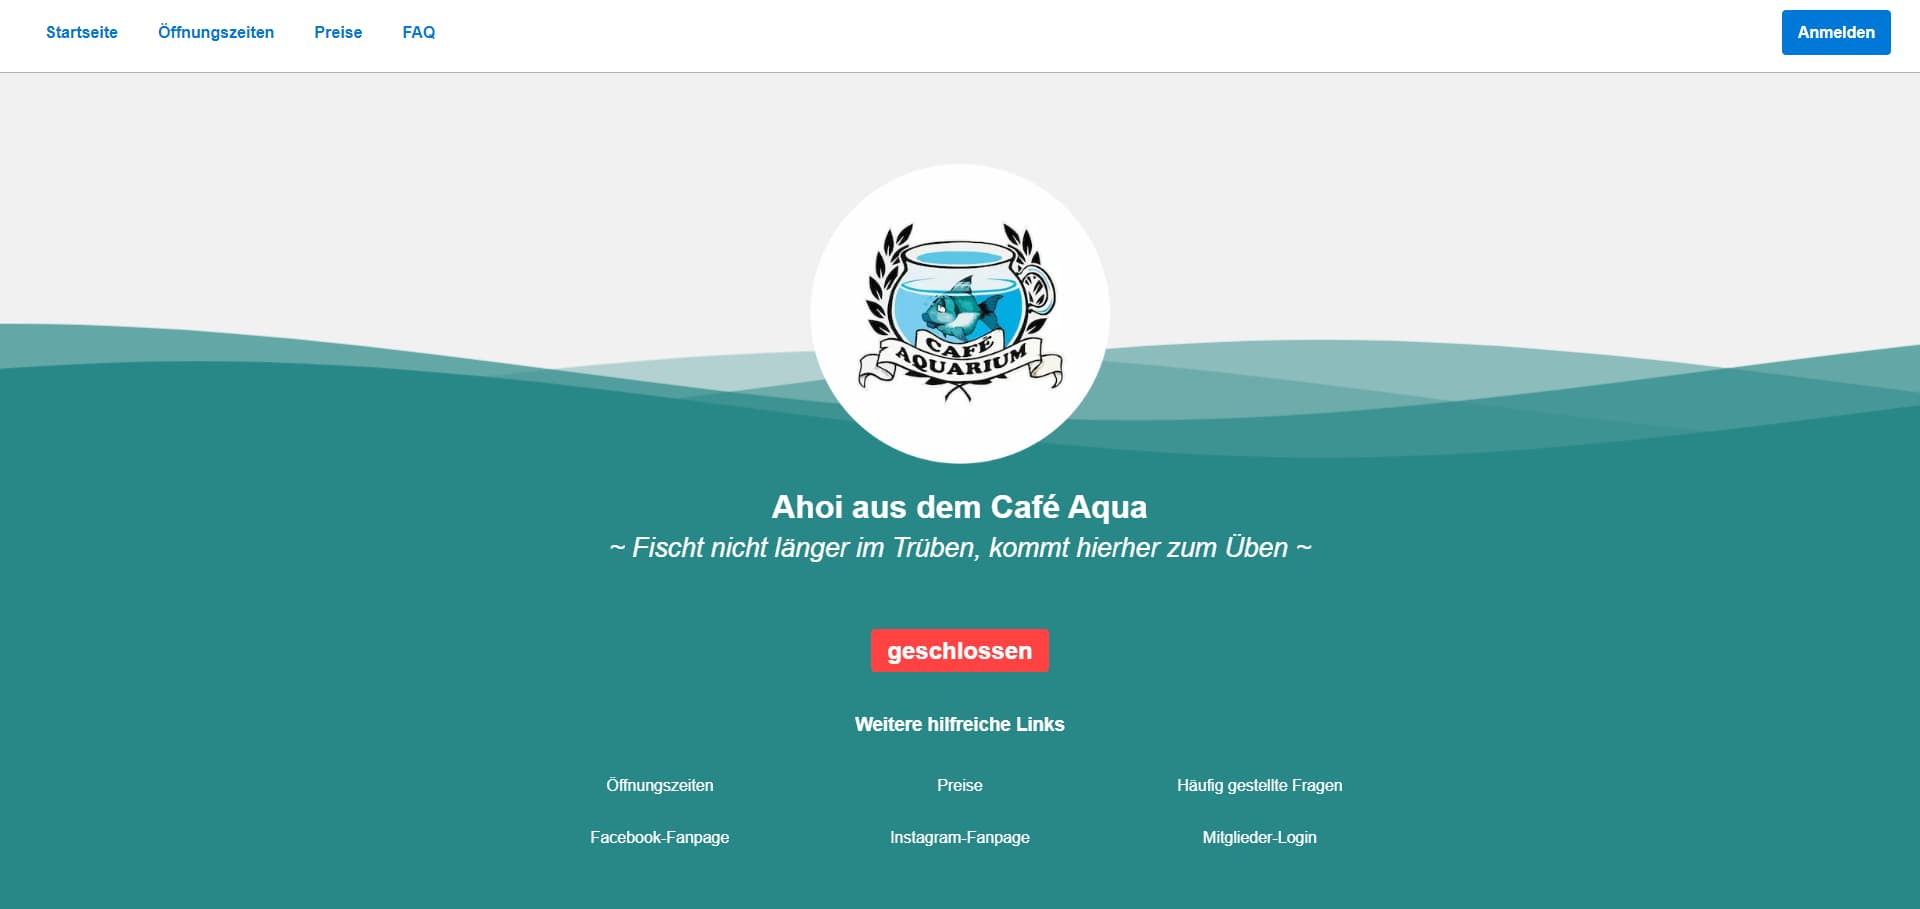 Startseite Öffnungszeiten Preise FAQ Anmelden
CAFÉ
AQUARIUM
Ahoi aus dem Café Aqua
~ Fischt nicht länger im Trüben, kommt hierher zum Üben ~
geschlossen
Weitere hilfreiche Links
Öffnungszeiten Preise Häufig gestellte Fragen
Facebook-Fanpage Instagram-Fanpage Mitglieder-Login